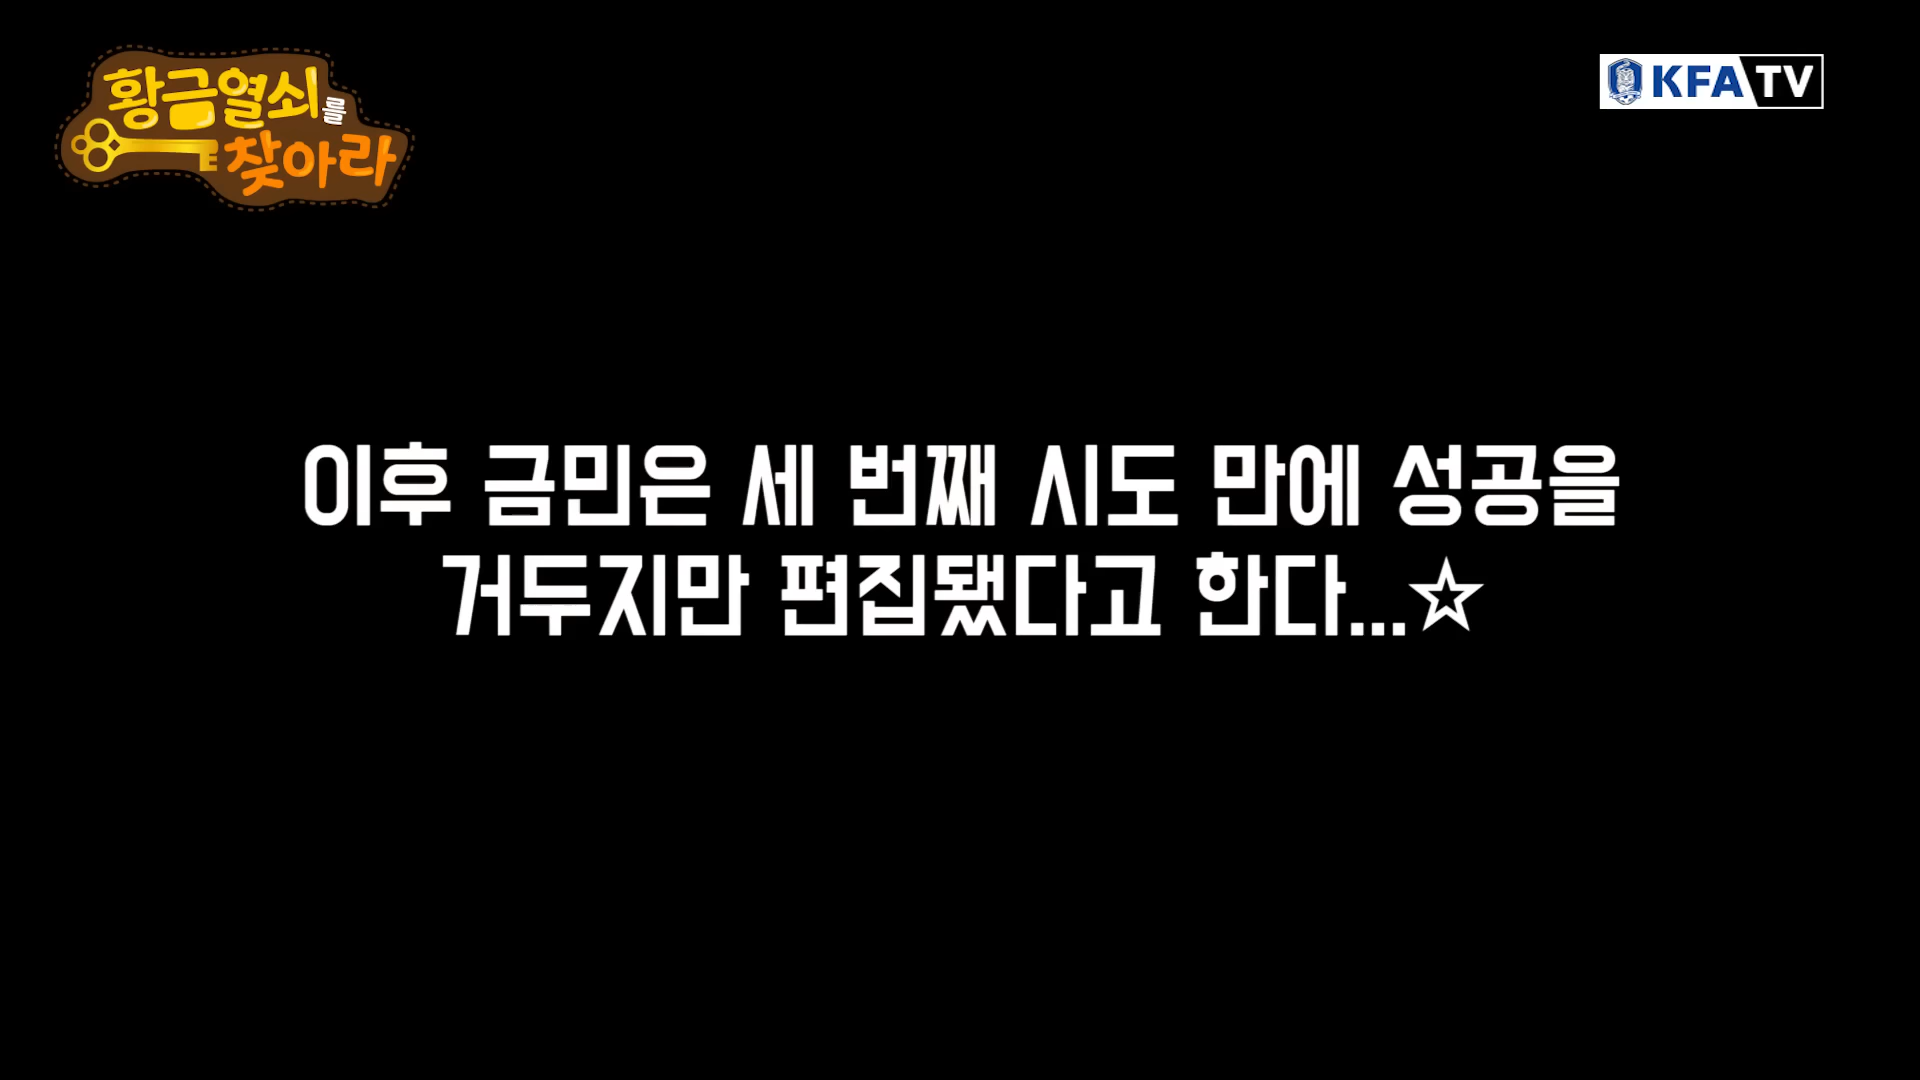 황금열쇠를
찾아라
KFA TV
이후 금민은 세 번째 시도 만에 성공을
거두지만 편집됐다고 한다...☆